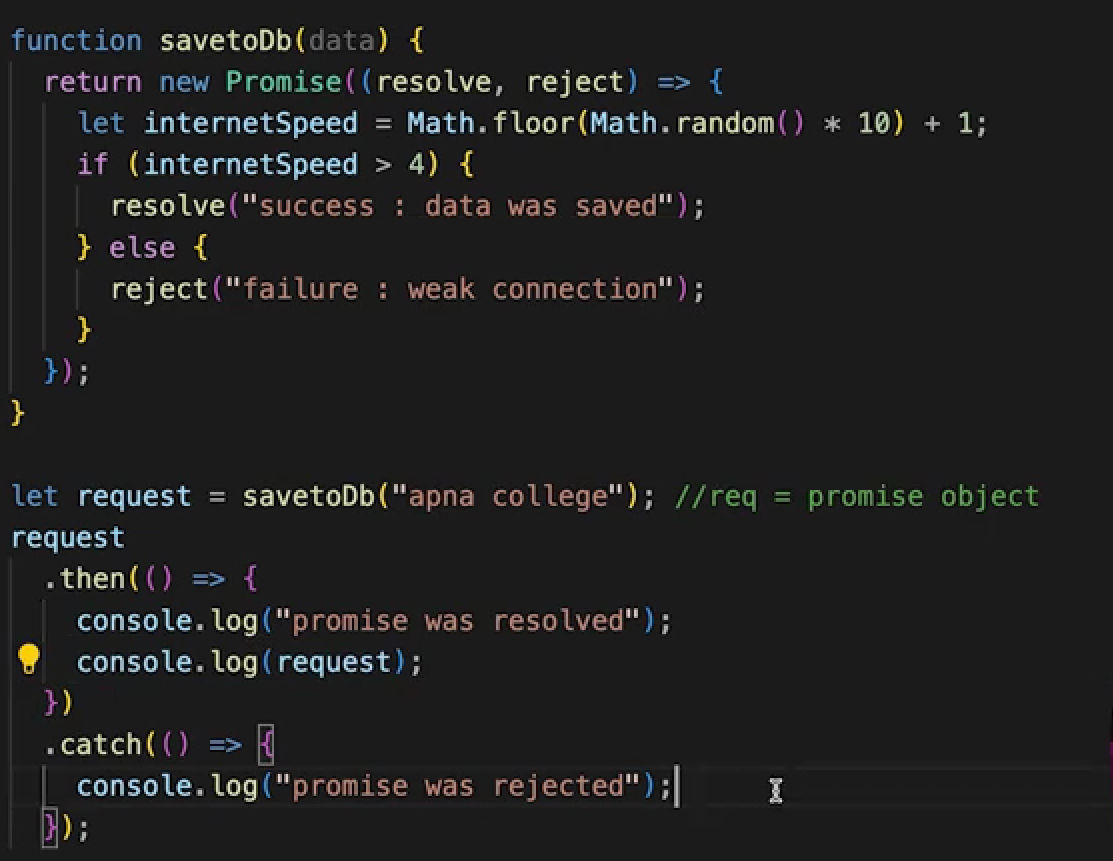 function savetoDb(data) {
  return new Promise((resolve, reject) => {
    let internetSpeed = Math.floor(Math.random() * 10) + 1;
    if (internetSpeed > 4) {
      resolve("success : data was saved");
    } else {
      reject("failure : weak connection");
    }
  });
}
let request = savetoDb("apna college"); //req = promise object
request
  .then(() => {
    console.log("promise was resolved");
    console.log(request);
  })
  .catch(() => {
    console.log("promise was rejected");
  });